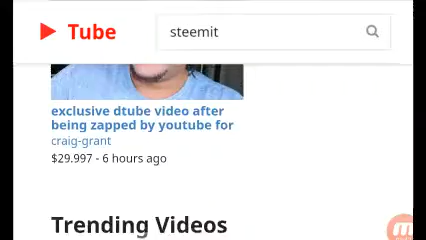 Tube
steemit
exclusive dtube video after
being zapped by youtube for
craig-grant
$29.997 - 6 hours ago
Trending Videos